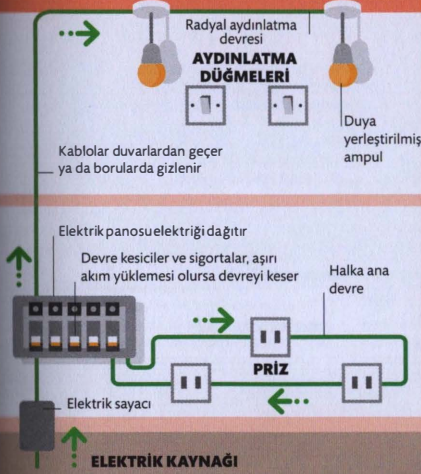 Radyal aydınlatma
devresi
AYDINLATMA
DÜĞMELERİ
Duya
yerleştirilmiş
ampul
Kablolar duvarlardan geçer
ya da borularda gizlenir
Elektrik panosu elektriği dağıtır
Devre kesiciler ve sigortalar, aşırı
akım yüklemesi olursa devreyi keser
Halka ana
devre
PRİZ
Elektrik sayacı
ELEKTRİK KAYNAĞI